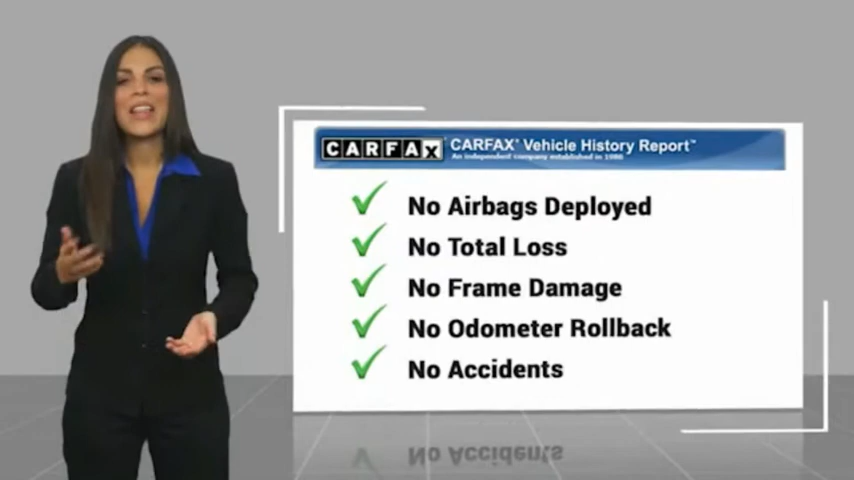 CARFAX CARFAX® Vehicle History Report™
An independent company established in 1986
No Airbags Deployed
No Total Loss
No Frame Damage
No Odometer Rollback
No Accidents
No Accidents